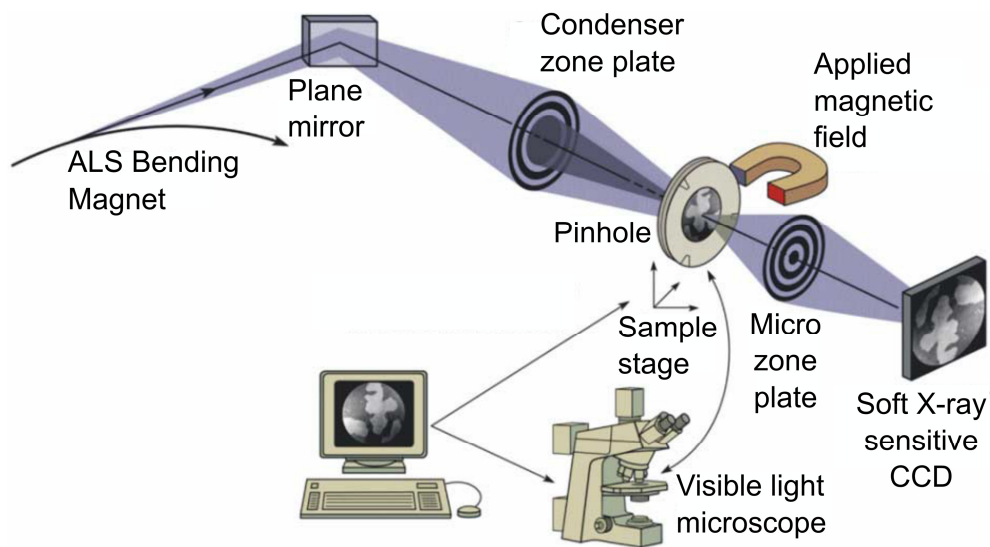 Condenser
zone plate
Applied
magnetic
field
Plane
mirror
ALS Bending
Magnet
Pinhole
Sample
stage
Micro
zone
plate
Soft X-ray
sensitive
CCD
Visible light
microscope